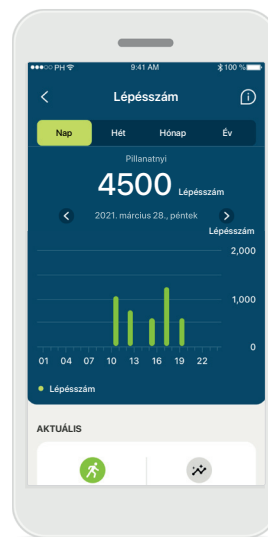 PH 9:41 AM 100 %
Lépésszám
Nap Hét Hónap Év
Pillanatnyi
4500 Lépésszám
2021. március 28., péntek
Lépésszám
2,000
1,000
0
01 04 07 10 13 16 19 22
Lépésszám
AKTUÁLIS